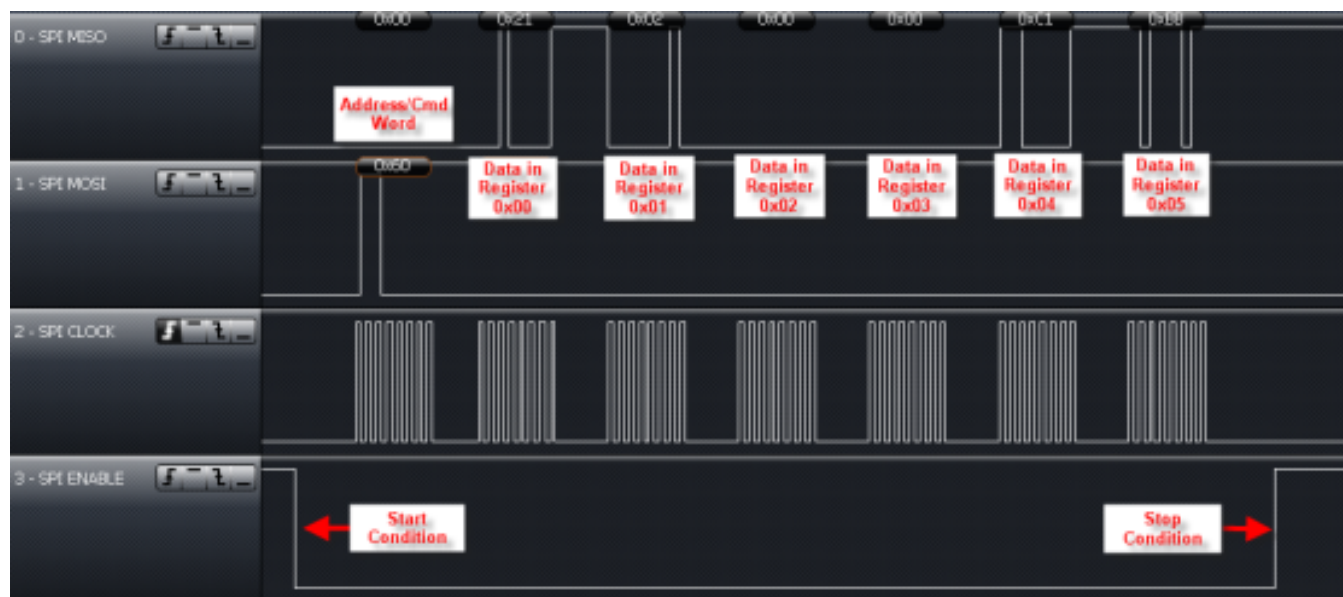 0 - SPI MISO
0x00 0x21 0x02 0x00 0x00 0xC1 0xBB
Address/Cmd
Word
1 - SPI MOSI
0x60
Data in
Register
0x00
Data in
Register
0x01
Data in
Register
0x02
Data in
Register
0x03
Data in
Register
0x04
Data in
Register
0x05
2 - SPI CLOCK
3 - SPI ENABLE
Start
Condition
Stop
Condition